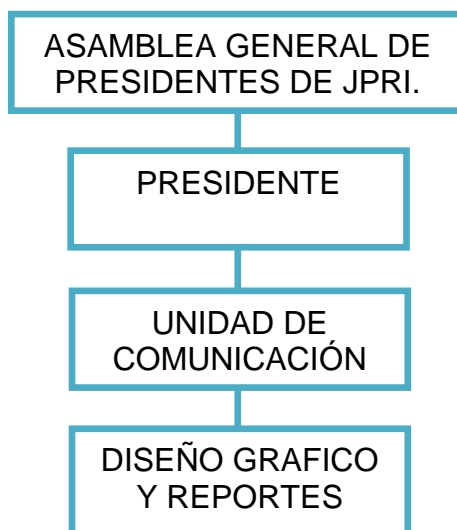 ASAMBLEA GENERAL DE
PRESIDENTES DE JPRI.
PRESIDENTE
UNIDAD DE
COMUNICACIÓN
DISEÑO GRAFICO
Y REPORTES